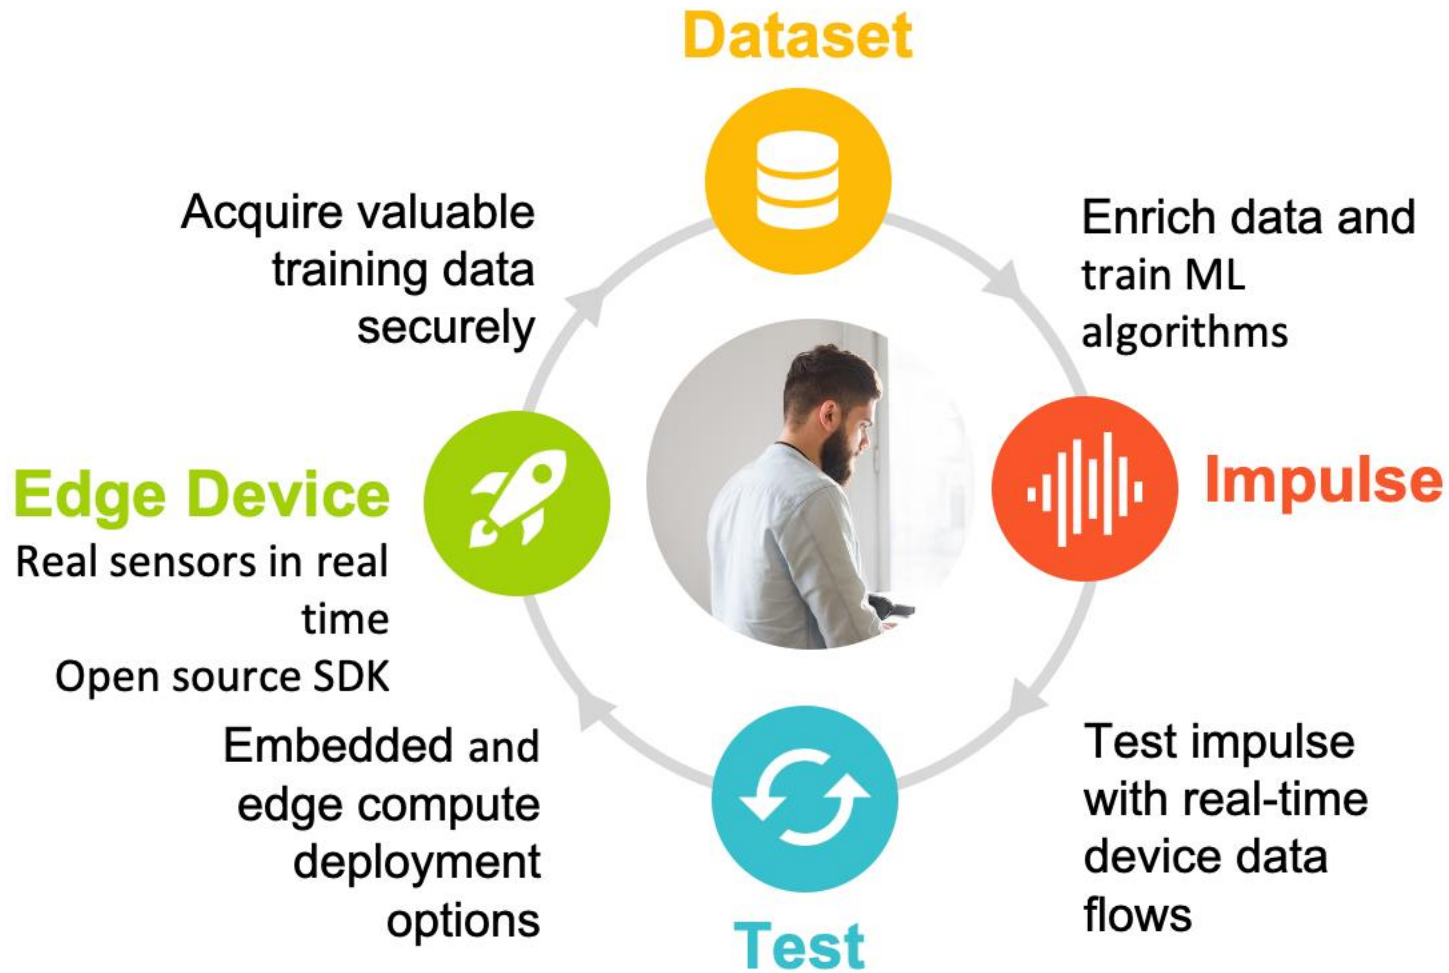 Dataset
Acquire valuable
training data
securely
Enrich data and
train ML
algorithms
Edge Device
Real sensors in real
time
Open source SDK
Impulse
Embedded and
edge compute
deployment
options
Test impulse
with real-time
device data
flows
Test